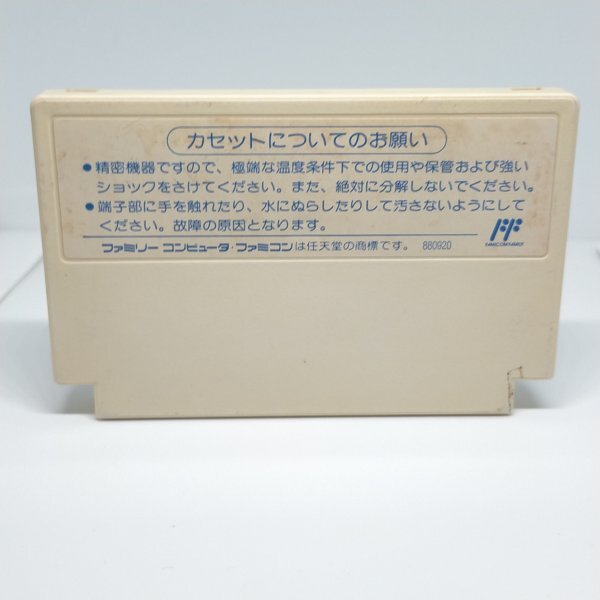 カセットについてのお願い
●精密機器ですので、極端な温度条件下での使用や保管および強い
ショックをさけてください。また、絶対に分解しないでください。
●端子部に手を触れたり、水にぬらしたりして汚さないようにして
ください。故障の原因となります。
ファミリー コンピュータ・ファミコンは任天堂の商標です。 880920
FF
FAMICOM FAMILY